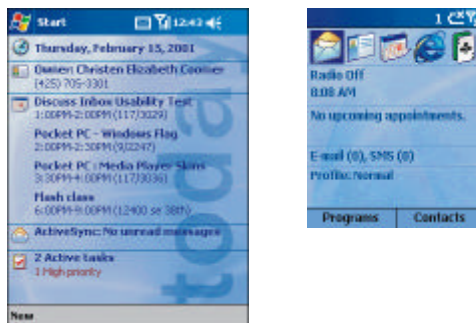 Start 12:43
Thursday, February 15, 2001
Owner: Christen Elizabeth Coomer
(425) 705-3301
Discuss Inbox Usability Test
1:00PM-2:00PM (117/3029)
Pocket PC - Windows Flag
2:00PM-2:30PM (9/2247)
Pocket PC : Media Player Skins
3:30PM-4:00PM (117/3036)
Flash class
6:00PM-9:00PM (12400 se 38th)
ActiveSync: No unread messages
2 Active tasks
1 High priority
today
New
1
Radio Off
8:08 AM
No upcoming appointments.
E-mail (0), SMS (0)
Profile: Normal
Programs Contacts